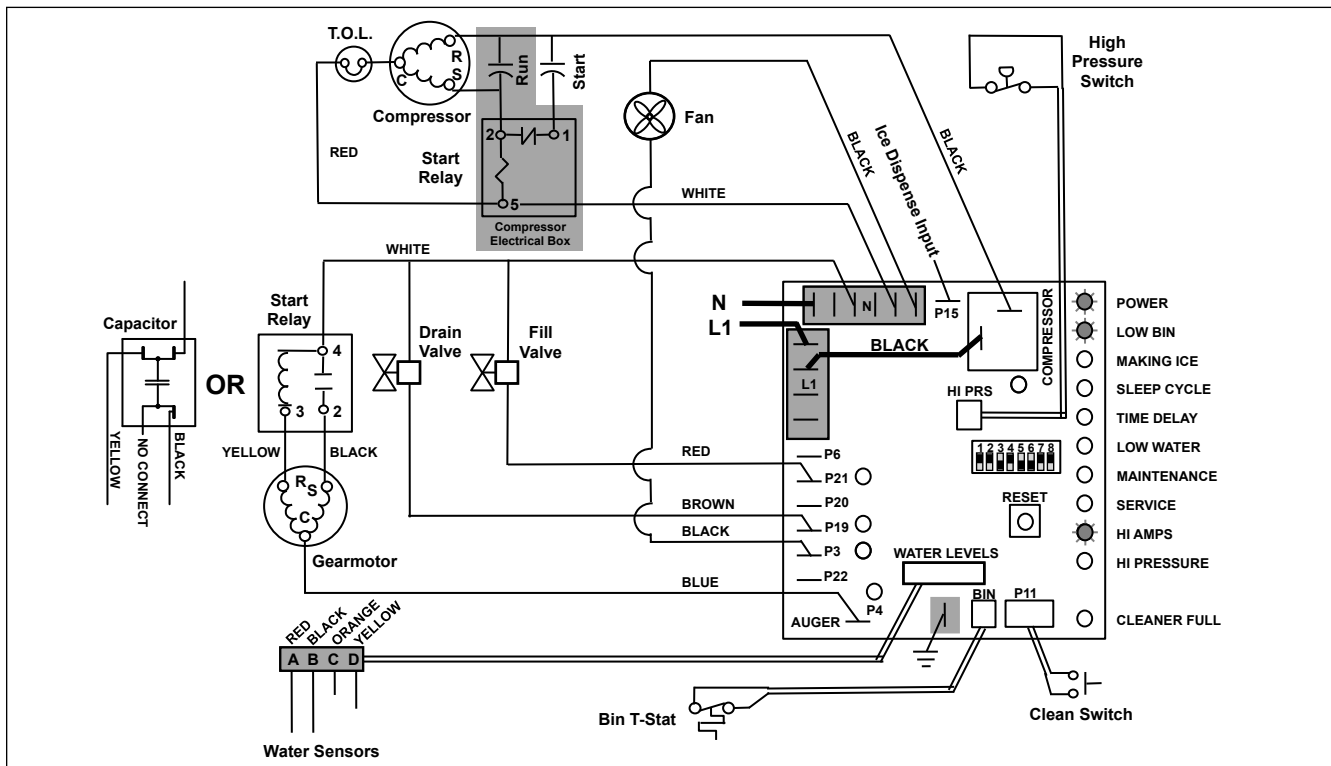 T.O.L.
C
R
S
Compressor
Run
Start
2
1
5
Start
Relay
Compressor
Electrical Box
RED
WHITE
Fan
BLACK
Ice Dispense Input
BLACK
High
Pressure
Switch
WHITE
Capacitor
YELLOW
NO CONNECT
BLACK
OR
Start
Relay
4
3
2
YELLOW
BLACK
R
S
C
Gearmotor
Drain
Valve
Fill
Valve
N
L1
N
L1
BLACK
P15
COMPRESSOR
HI PRS
1 2 3 4 5 6 7 8
RESET
POWER
LOW BIN
MAKING ICE
SLEEP CYCLE
TIME DELAY
LOW WATER
MAINTENANCE
SERVICE
HI AMPS
HI PRESSURE
CLEANER FULL
RED
BROWN
BLACK
BLUE
P6
P21
P20
P19
P3
P22
P4
AUGER
WATER LEVELS
BIN
P11
RED
BLACK
ORANGE
YELLOW
A B C D
Water Sensors
Bin T-Stat
Clean Switch